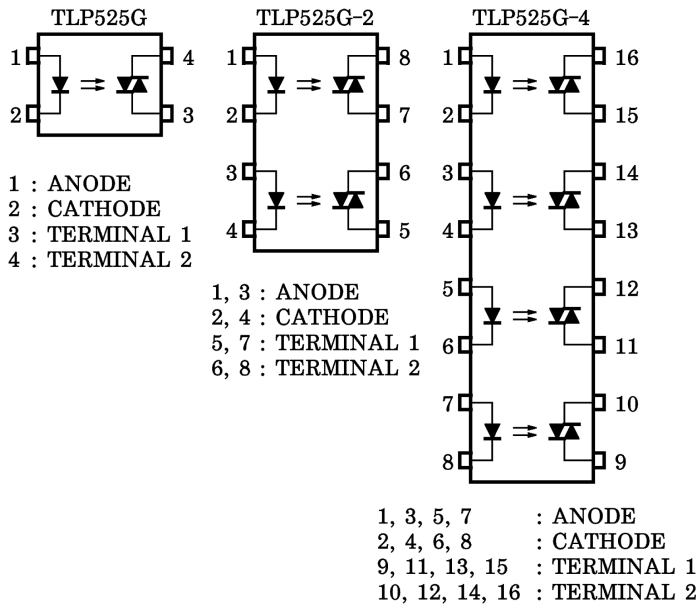 TLP525G
1
4
2
3
1 : ANODE
2 : CATHODE
3 : TERMINAL 1
4 : TERMINAL 2
TLP525G-2
1
8
2
7
3
6
4
5
1, 3 : ANODE
2, 4 : CATHODE
5, 7 : TERMINAL 1
6, 8 : TERMINAL 2
TLP525G-4
1
16
2
15
3
14
4
13
5
12
6
11
7
10
8
9
1, 3, 5, 7 : ANODE
2, 4, 6, 8 : CATHODE
9, 11, 13, 15 : TERMINAL 1
10, 12, 14, 16 : TERMINAL 2